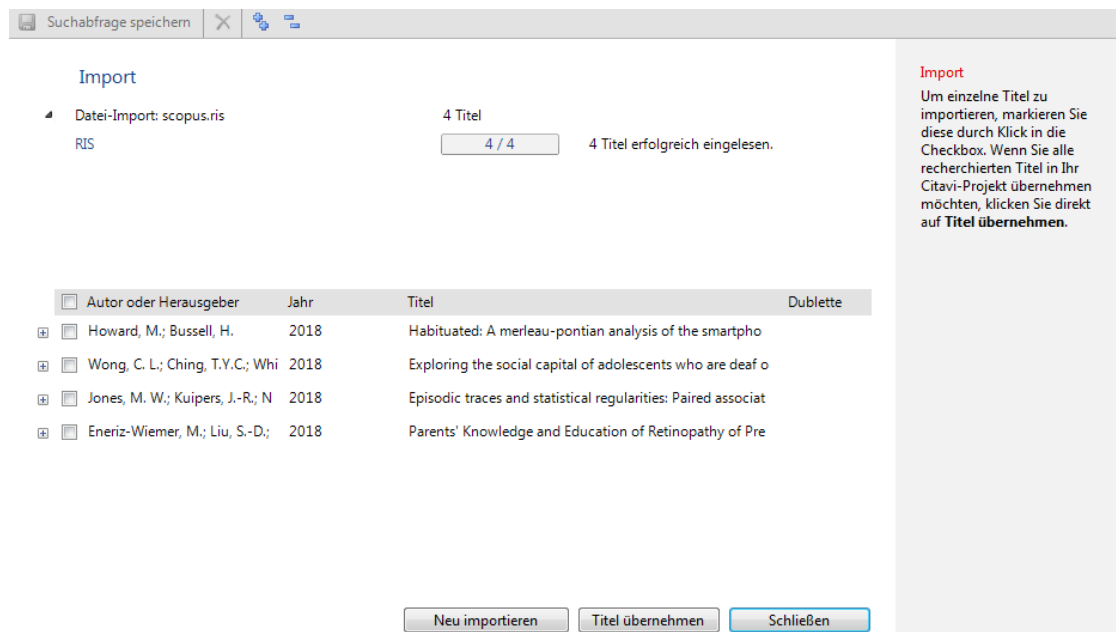 Suchabfrage speichern
Import
Datei-Import: scopus.ris 4 Titel
RIS 4 / 4 4 Titel erfolgreich eingelesen.
Autor oder Herausgeber Jahr Titel Dublette
Howard, M.; Bussell, H. 2018 Habituated: A merleau-pontian analysis of the smartpho
Wong, C. L.; Ching, T.Y.C.; Whi 2018 Exploring the social capital of adolescents who are deaf o
Jones, M. W.; Kuipers, J.-R.; N 2018 Episodic traces and statistical regularities: Paired associat
Eneriz-Wiemer, M.; Liu, S.-D.; 2018 Parents' Knowledge and Education of Retinopathy of Pre
Neu importieren Titel übernehmen Schließen
Import
Um einzelne Titel zu
importieren, markieren Sie
diese durch Klick in die
Checkbox. Wenn Sie alle
recherchierten Titel in Ihr
Citavi-Projekt übernehmen
möchten, klicken Sie direkt
auf Titel übernehmen.